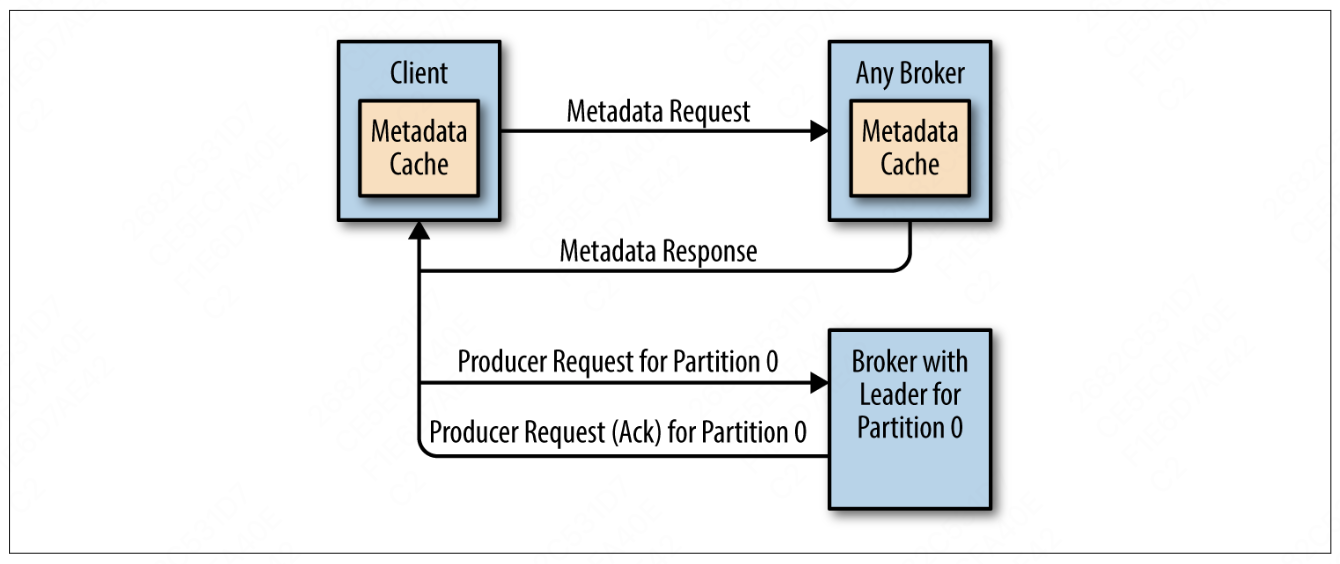 Client
Metadata
Cache
Metadata Request
Any Broker
Metadata
Cache
Metadata Response
Producer Request for Partition 0
Producer Request (Ack) for Partition 0
Broker with
Leader for
Partition 0